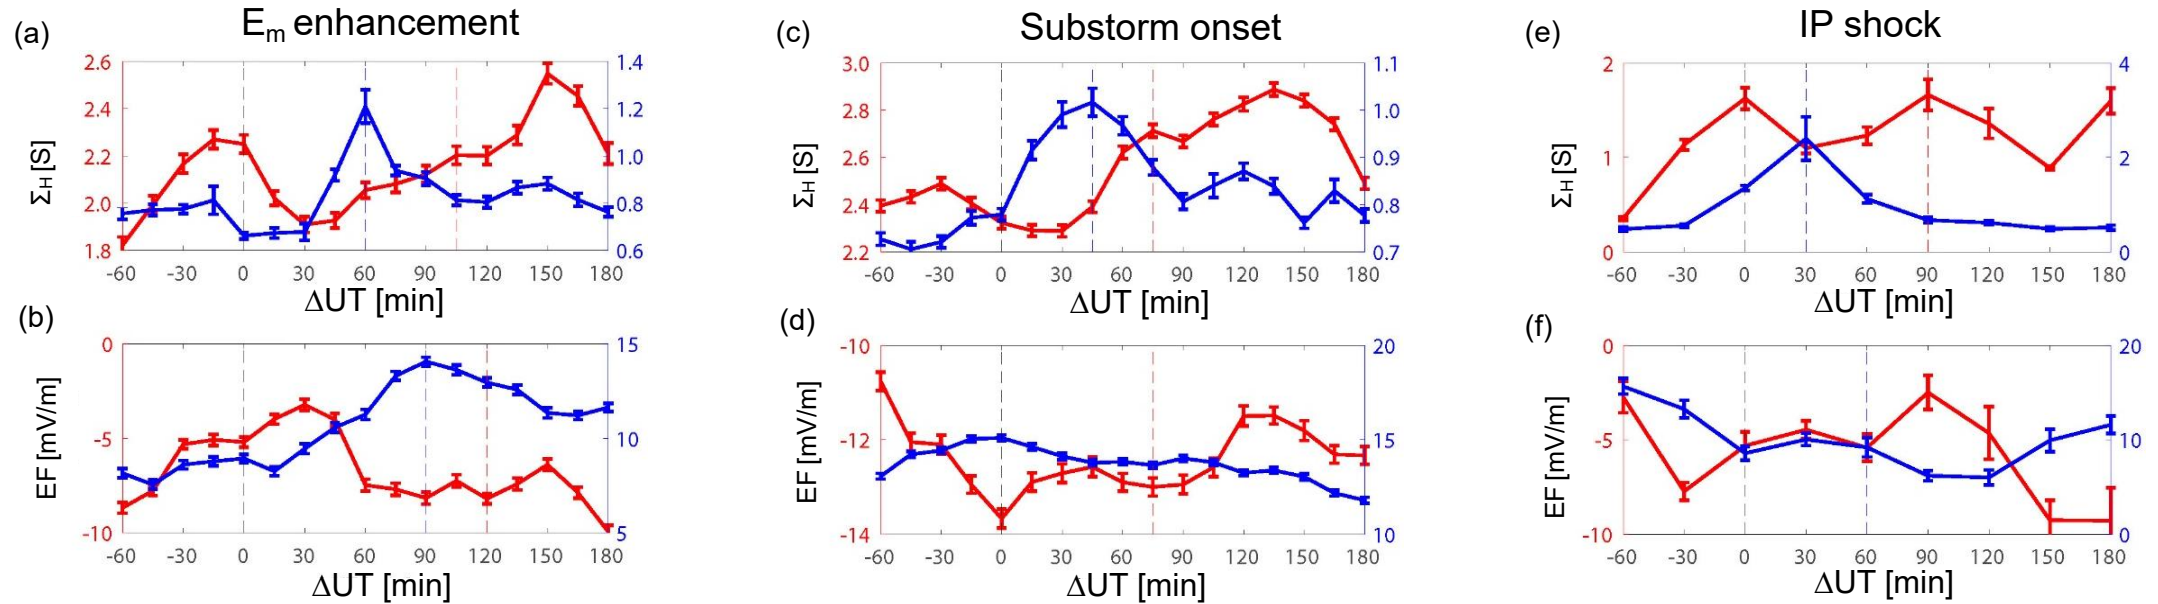 Em enhancement
Substorm onset
IP shock
(a)
(c)
(e)
2.6
2.4
2.2
2.0
1.8
ΣH [S]
1.4
1.2
1.0
0.8
0.6
-60 -30 0 30 60 90 120 150 180
ΔUT [min]
3.0
2.8
2.6
2.4
2.2
ΣH [S]
1.1
1.0
0.9
0.8
0.7
-60 -30 0 30 60 90 120 150 180
ΔUT [min]
2
1
0
ΣH [S]
4
2
0
-60 -30 0 30 60 90 120 150 180
ΔUT [min]
(b)
(d)
(f)
0
-5
-10
EF [mV/m]
15
10
5
-60 -30 0 30 60 90 120 150 180
ΔUT [min]
-10
-12
-14
EF [mV/m]
20
15
10
-60 -30 0 30 60 90 120 150 180
ΔUT [min]
0
-5
-10
EF [mV/m]
20
10
0
-60 -30 0 30 60 90 120 150 180
ΔUT [min]